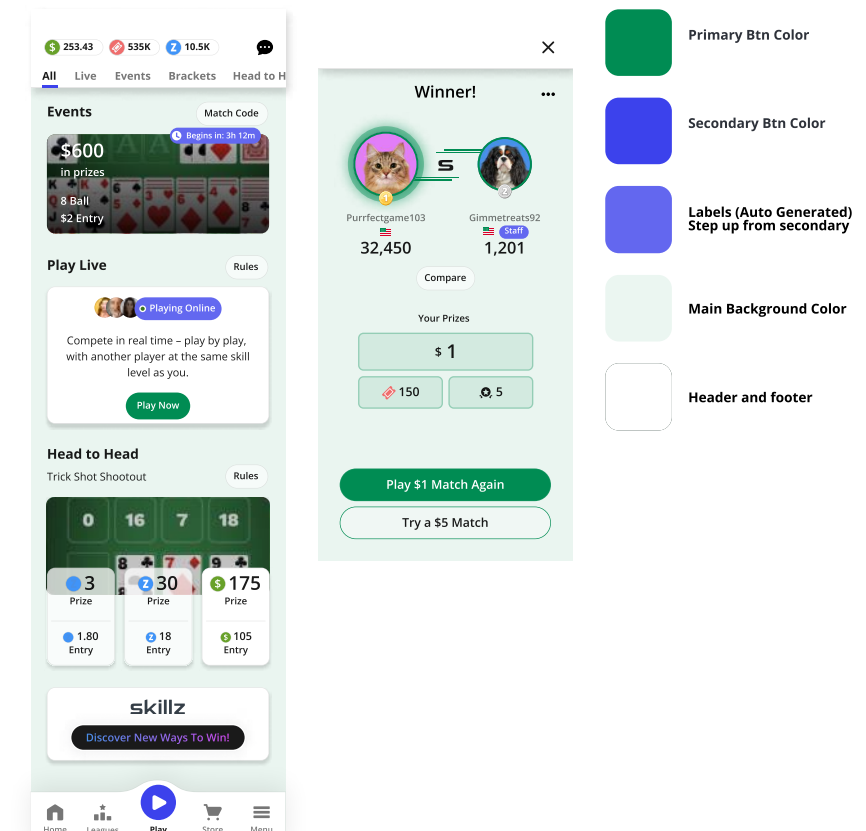 253.43
535K
Z 10.5K
All Live Events Brackets Head to H
Events
Match Code
Begins in: 3h 12m
$600
in prizes
8 Ball
$2 Entry
Play Live
Rules
Playing Online
Compete in real time – play by play,
with another player at the same skill
level as you.
Play Now
Head to Head
Trick Shot Shootout
Rules
0 16 7 18
8 7 9
3
Prize
1.80
Entry
Z 30
Prize
Z 18
Entry
$ 175
Prize
$ 105
Entry
skillz
Discover New Ways To Win!
Home Leagues Play Store Menu
Winner!
1
2
Purrfectgame103
32,450
Gimmetreats92
Staff
1,201
Compare
Your Prizes
$ 1
150
5
Play $1 Match Again
Try a $5 Match
Primary Btn Color
Secondary Btn Color
Labels (Auto Generated)
Step up from secondary
Main Background Color
Header and footer